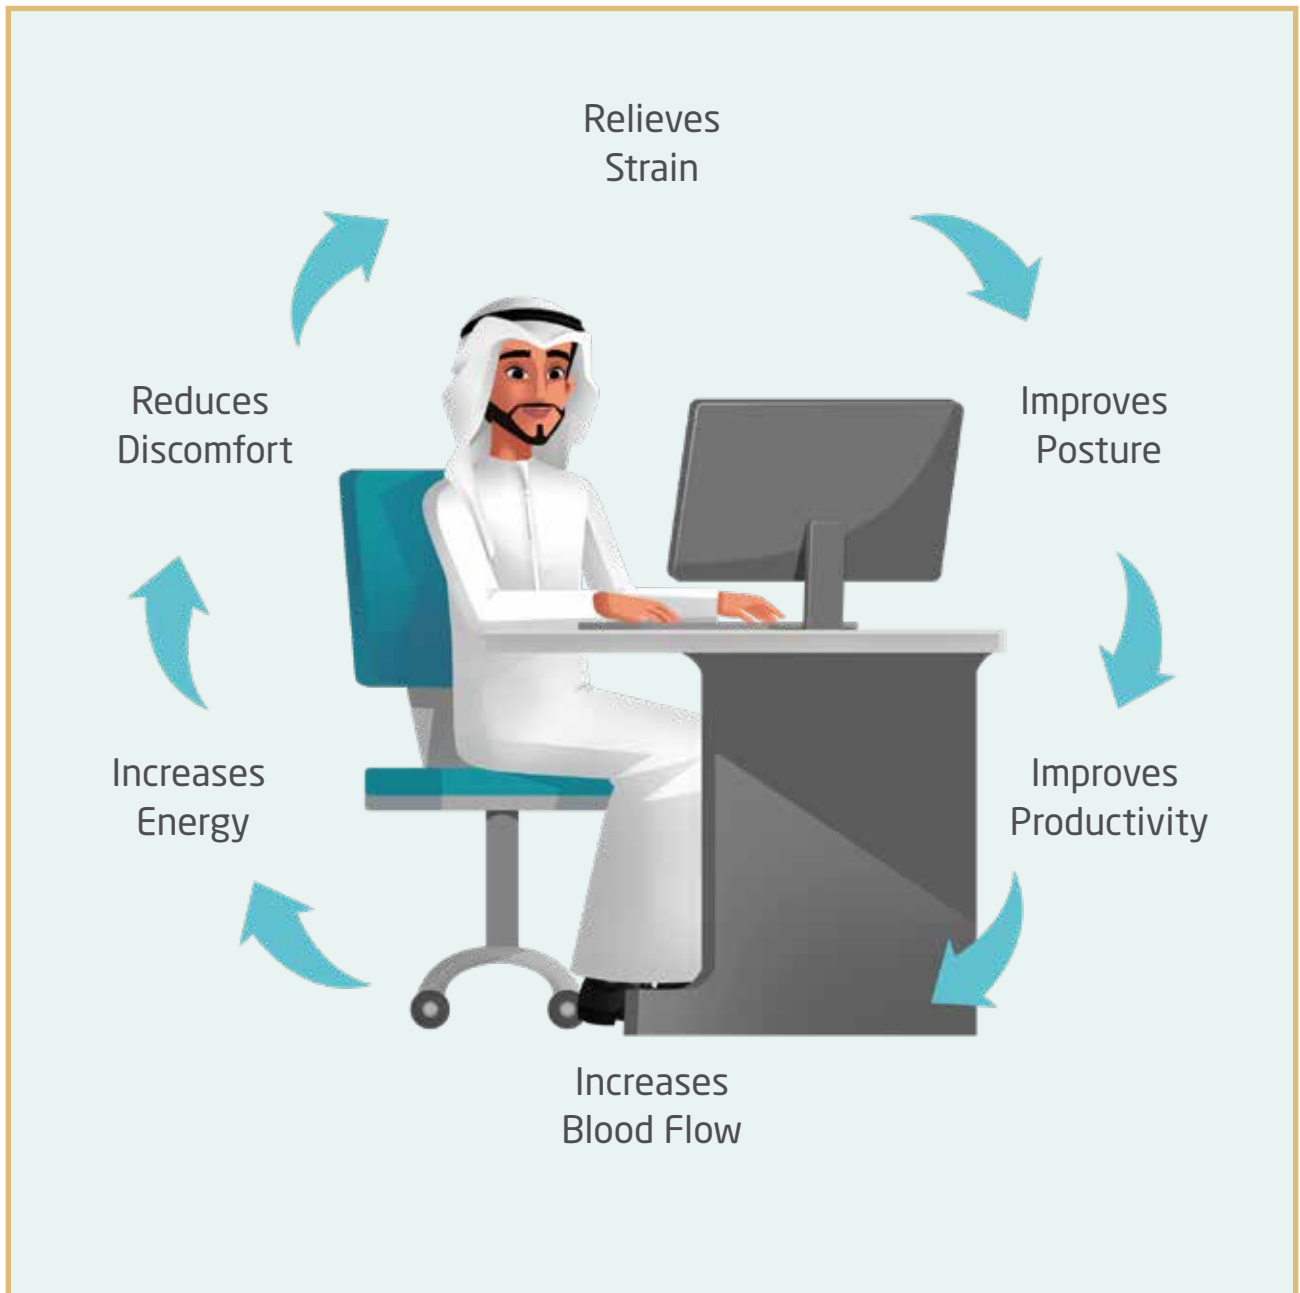 Relieves
Strain
Improves
Posture
Improves
Productivity
Increases
Blood Flow
Increases
Energy
Reduces
Discomfort